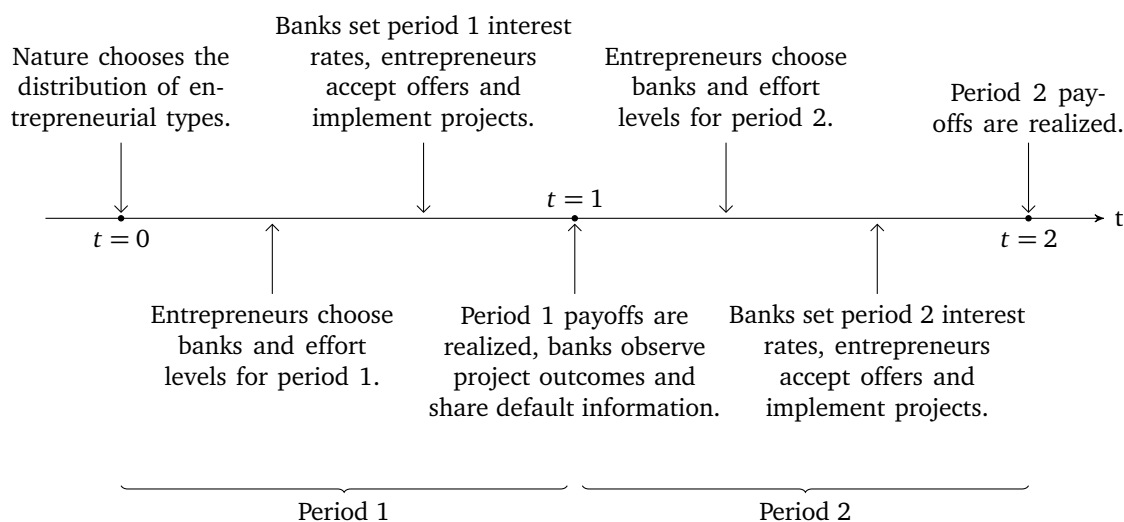 Nature chooses the
distribution of en-
trepreneurial types.
Banks set period 1 interest
rates, entrepreneurs
accept offers and
implement projects.
Entrepreneurs choose
banks and effort
levels for period 2.
Period 2 pay-
offs are realized.
t = 0
t = 1
t = 2
t
Entrepreneurs choose
banks and effort
levels for period 1.
Period 1 payoffs are
realized, banks observe
project outcomes and
share default information.
Banks set period 2 interest
rates, entrepreneurs
accept offers and
implement projects.
Period 1
Period 2